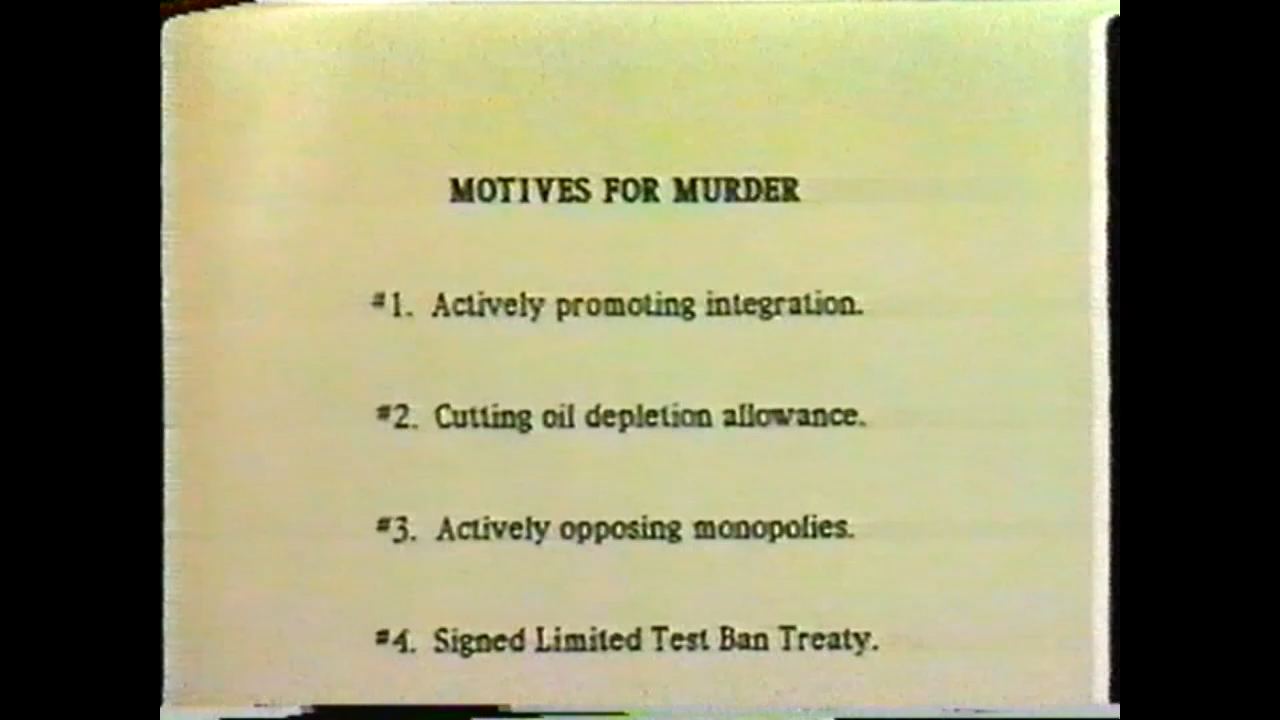 MOTIVES FOR MURDER
#1. Actively promoting integration.
#2. Cutting oil depletion allowance.
#3. Actively opposing monopolies.
#4. Signed Limited Test Ban Treaty.